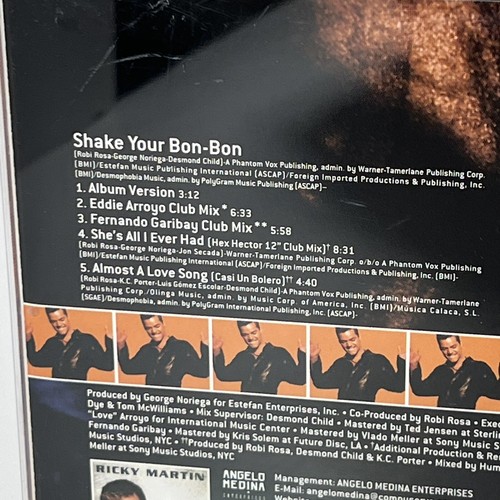 Shake Your Bon-Bon
[Robi Rosa-George Noriega-Desmond Child]-A Phantom Vox Publishing, admin. by Warner-Tamerlane Publishing Corp.
[BMI]/Estefan Music Publishing International [ASCAP]/Foreign Imported Productions & Publishing, Inc.
[BMI]/Desmophobia Music, admin. by PolyGram Music Publishing [ASCAP]-
1. Album Version 3:12
2. Eddie Arroyo Club Mix* 6:33
3. Fernando Garibay Club Mix** 5:58
4. She's All I Ever Had [Hex Hector 12" Club Mix]† 8:31
[Robi Rosa-George Noriega-Jon Secada]-Warner-Tamerlane Publishing Corp. o/b/o A Phantom Vox Publishing
[BMI]/Estefan Music Publishing International [ASCAP]/Foreign Imported Productions & Publishing, Inc. [BMI]-
5. Almost A Love Song [Casi Un Bolero]†† 4:40
[Robi Rosa-K.C. Porter-Luis Gómez Escolar-Desmond Child]-A Phantom Vox Publishing, admin. by Warner-Tamerlane
Publishing Corp./Olinga Music, admin. by Music Corp. of America, Inc. [BMI]/Música Calaca, S.L.
[SGAE]/Desmophobia, admin. by PolyGram International Publishing, Inc. [ASCAP]-
Produced by George Noriega for Estefan Enterprises, Inc. • Co-Produced by Robi Rosa •
Dye & Tom McWilliams • Mix Supervisor: Desmond Child • Mastered by Ted Jensen at
"Love" Arroyo for International Music Center • Mastered by Vlado Meller at Sony Music
Fernando Garibay • Mastered by Kris Solem at Future Disc, LA • †Additional Production &
Music Studios, NYC • ††Produced by Robi Rosa, Desmond Child & K.C. Porter • Mixed by
Meller at Sony Music Studios, NYC
RICKY MARTIN
ANGELO
MEDINA
ENTERPRISES
Management: ANGELO MEDINA ENTERPRISES
E-Mail: